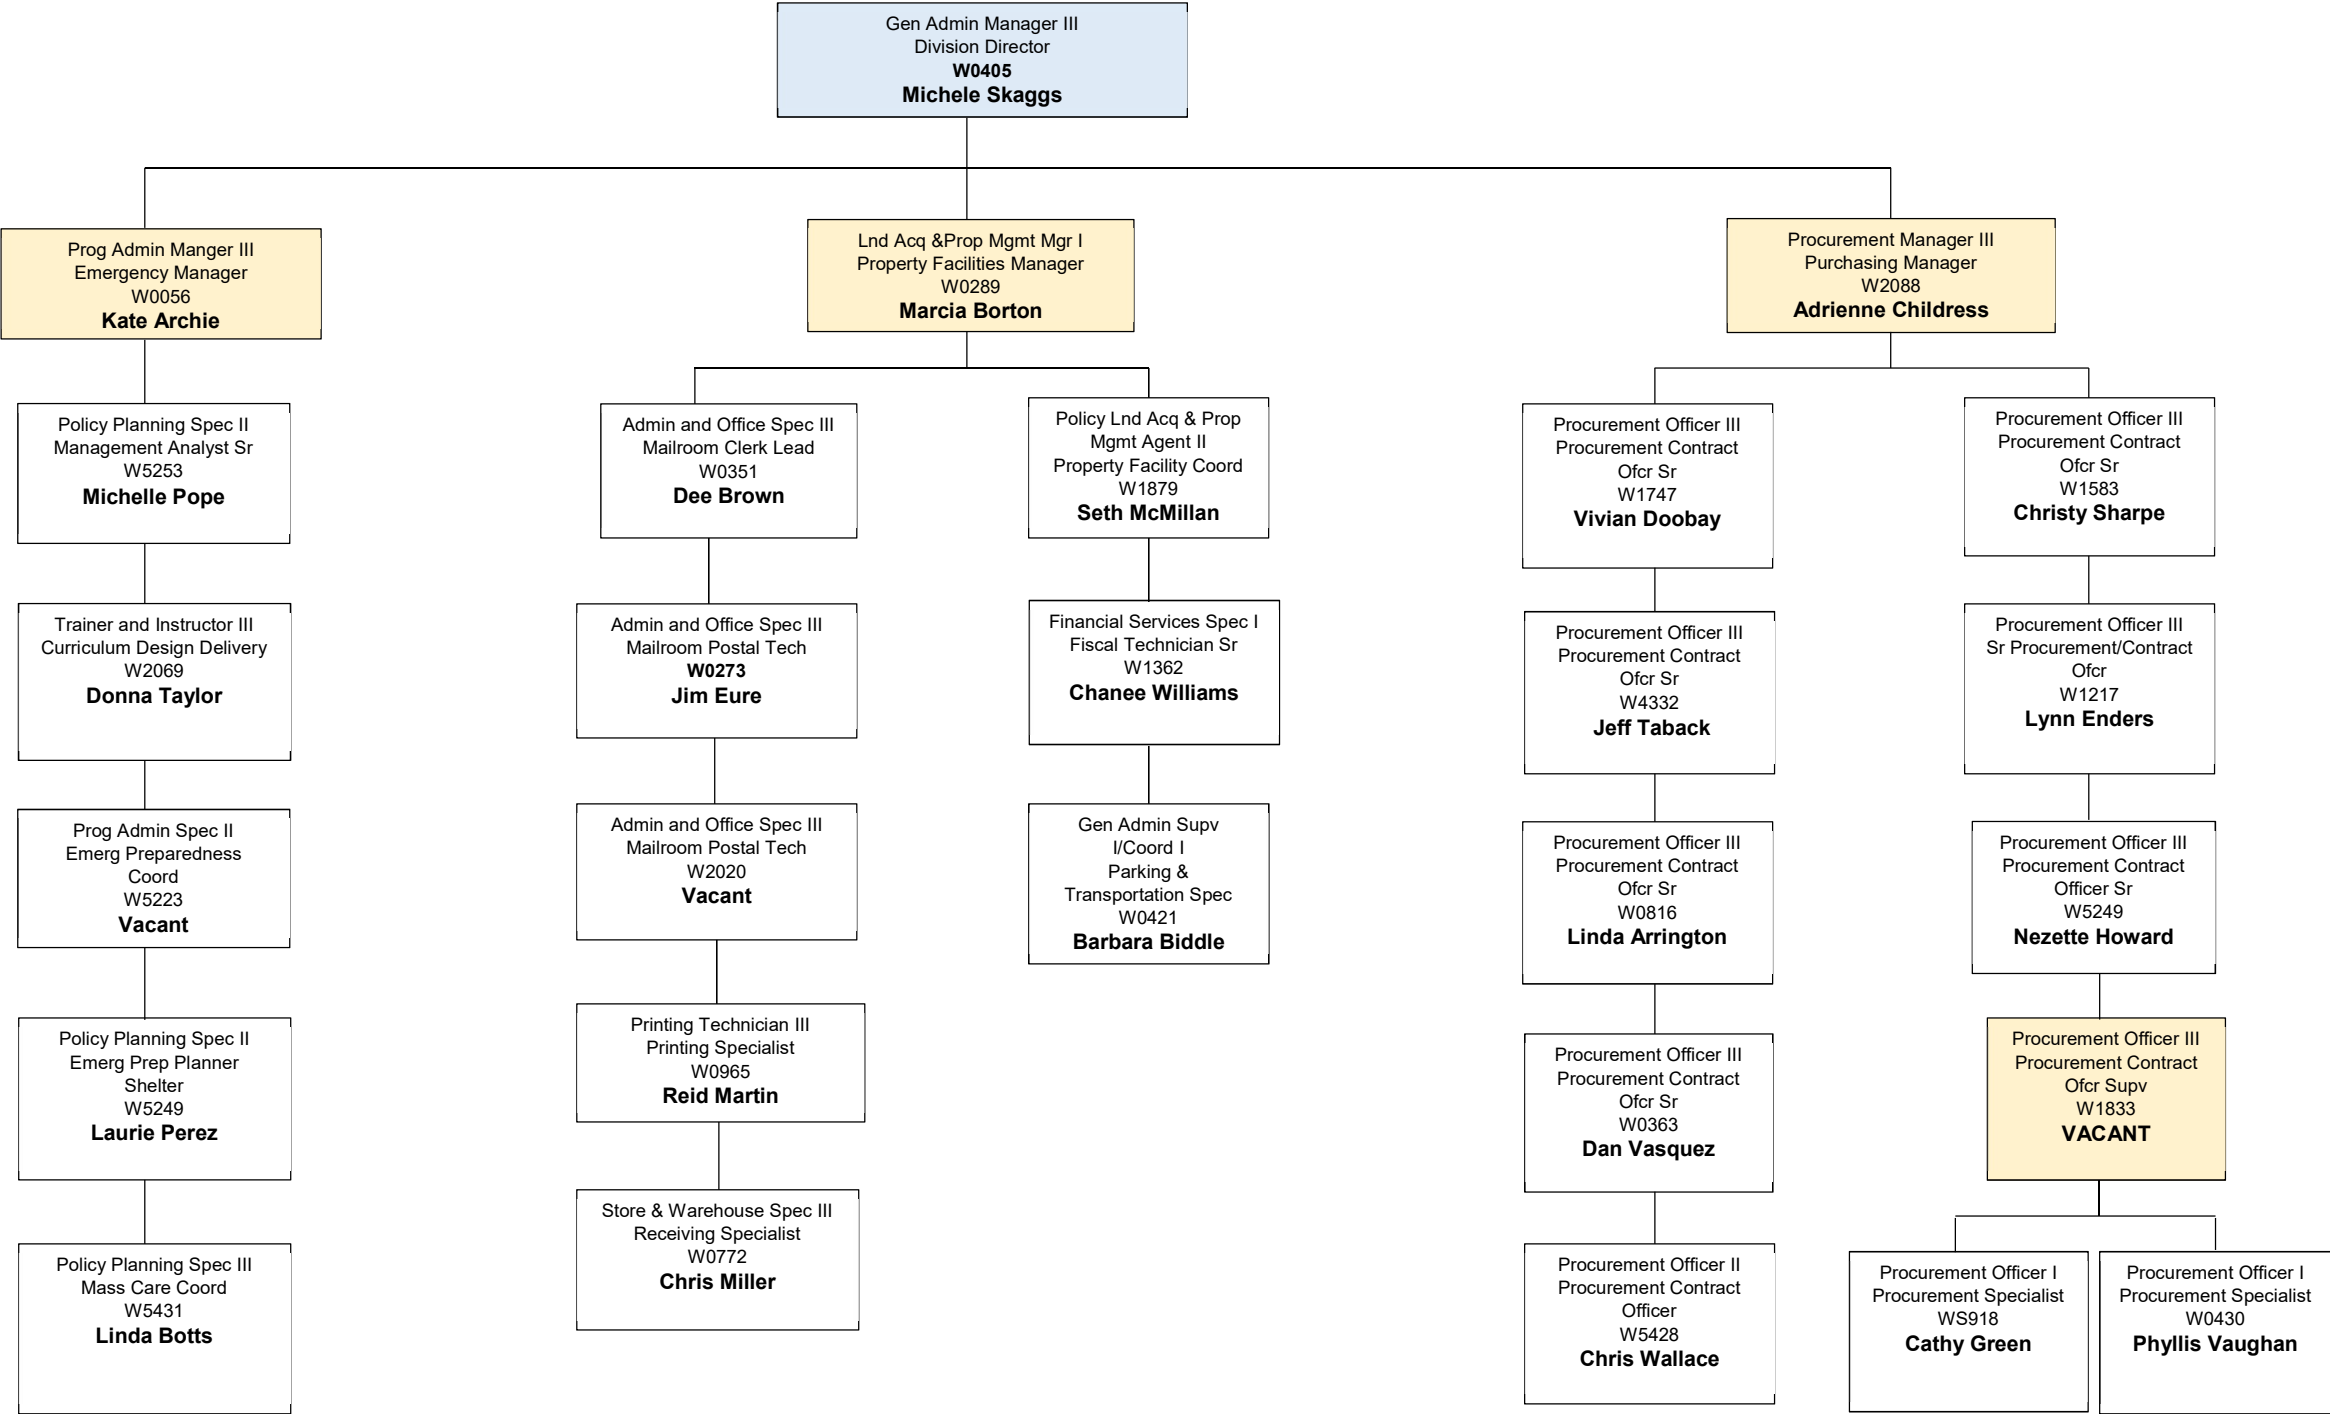 Gen Admin Manager III
Division Director
W0405
Michele Skaggs
Prog Admin Manger III
Emergency Manager
W0056
Kate Archie
Lnd Acq &Prop Mgmt Mgr I
Property Facilities Manager
W0289
Marcia Borton
Procurement Manager III
Purchasing Manager
W2088
Adrienne Childress
Policy Planning Spec II
Management Analyst Sr
W5253
Michelle Pope
Admin and Office Spec III
Mailroom Clerk Lead
W0351
Dee Brown
Policy Lnd Acq & Prop
Mgmt Agent II
Property Facility Coord
W1879
Seth McMillan
Procurement Officer III
Procurement Contract
Ofcr Sr
W1747
Vivian Doobay
Procurement Officer III
Procurement Contract
Ofcr Sr
W1583
Christy Sharpe
Trainer and Instructor III
Curriculum Design Delivery
W2069
Donna Taylor
Admin and Office Spec III
Mailroom Postal Tech
W0273
Jim Eure
Financial Services Spec I
Fiscal Technician Sr
W1362
Chanee Williams
Procurement Officer III
Procurement Contract
Ofcr Sr
W4332
Jeff Taback
Procurement Officer III
Sr Procurement/Contract
Ofcr
W1217
Lynn Enders
Prog Admin Spec II
Emerg Preparedness
Coord
W5223
Vacant
Admin and Office Spec III
Mailroom Postal Tech
W2020
Vacant
Gen Admin Supv
I/Coord I
Parking &
Transportation Spec
W0421
Barbara Biddle
Procurement Officer III
Procurement Contract
Ofcr Sr
W0816
Linda Arrington
Procurement Officer III
Procurement Contract
Officer Sr
W5249
Nezette Howard
Policy Planning Spec II
Emerg Prep Planner
Shelter
W5249
Laurie Perez
Printing Technician III
Printing Specialist
W0965
Reid Martin
Procurement Officer III
Procurement Contract
Ofcr Sr
W0363
Dan Vasquez
Procurement Officer III
Procurement Contract
Ofcr Supv
W1833
VACANT
Policy Planning Spec III
Mass Care Coord
W5431
Linda Botts
Store & Warehouse Spec III
Receiving Specialist
W0772
Chris Miller
Procurement Officer II
Procurement Contract
Officer
W5428
Chris Wallace
Procurement Officer I
Procurement Specialist
WS918
Cathy Green
Procurement Officer I
Procurement Specialist
W0430
Phyllis Vaughan